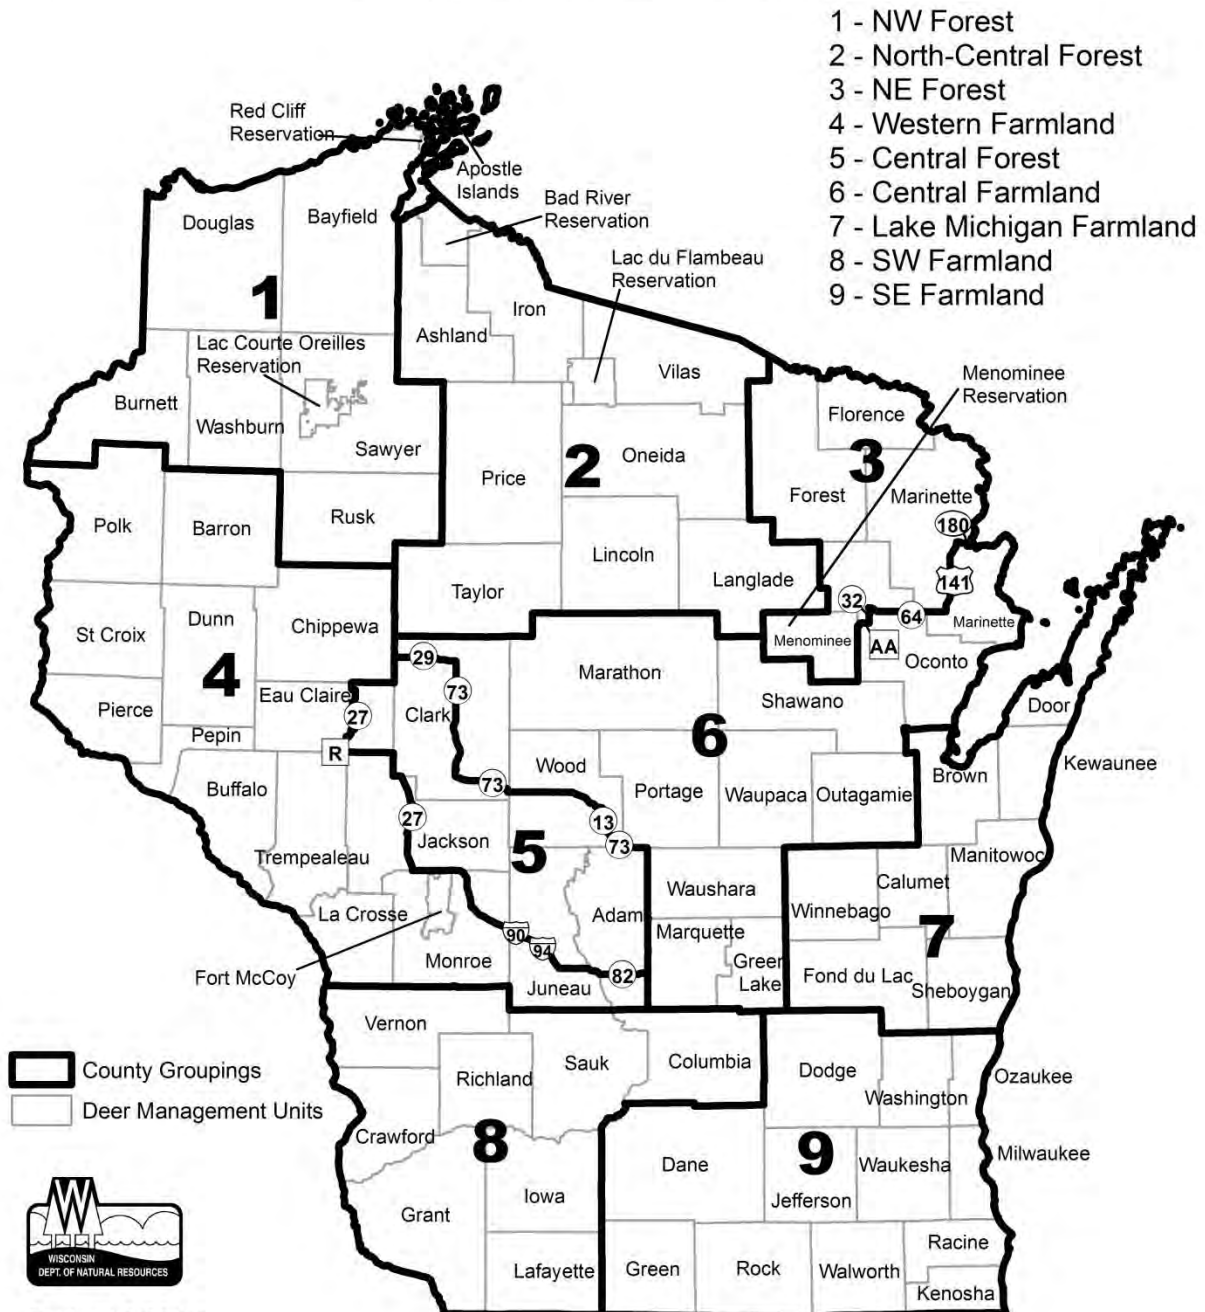 1 - NW Forest
2 - North-Central Forest
3 - NE Forest
4 - Western Farmland
5 - Central Forest
6 - Central Farmland
7 - Lake Michigan Farmland
8 - SW Farmland
9 - SE Farmland
Red Cliff
Reservation
Apostle
Islands
Bad River
Reservation
Lac du Flambeau
Reservation
Douglas
Bayfield
1
Iron
Ashland
Lac Courte Oreilles
Reservation
Vilas
Menominee
Reservation
Burnett
Washburn
Sawyer
Florence
2
Oneida
3
Price
Forest
Marinette
Polk
Barron
Rusk
180
Lincoln
Langlade
141
Taylor
32
64
St Croix
Dunn
Chippewa
Menominee
AA
Marinette
Oconto
4
29
Marathon
73
Pierce
Eau Claire
27
Clark
Shawano
Door
Pepin
R
6
Buffalo
Wood
73
Portage
Waupaca
Outagamie
Brown
Kewaunee
27
13
Jackson
5
73
Trempealeau
Manitowoc
Calumet
Waushara
La Crosse
Adam
Winnebago
90
94
Marquette
7
Fort McCoy
Monroe
Green
Lake
Fond du Lac
82
Juneau
Sheboygan
Vernon
County Groupings
Deer Management Units
Richland
Sauk
Columbia
Dodge
Ozaukee
Washington
Crawford
8
Dane
9
Waukesha
Milwaukee
Iowa
Jefferson
Grant
Lafayette
Green
Rock
Walworth
Racine
Kenosha
W
WISCONSIN
DEPT. OF NATURAL RESOURCES